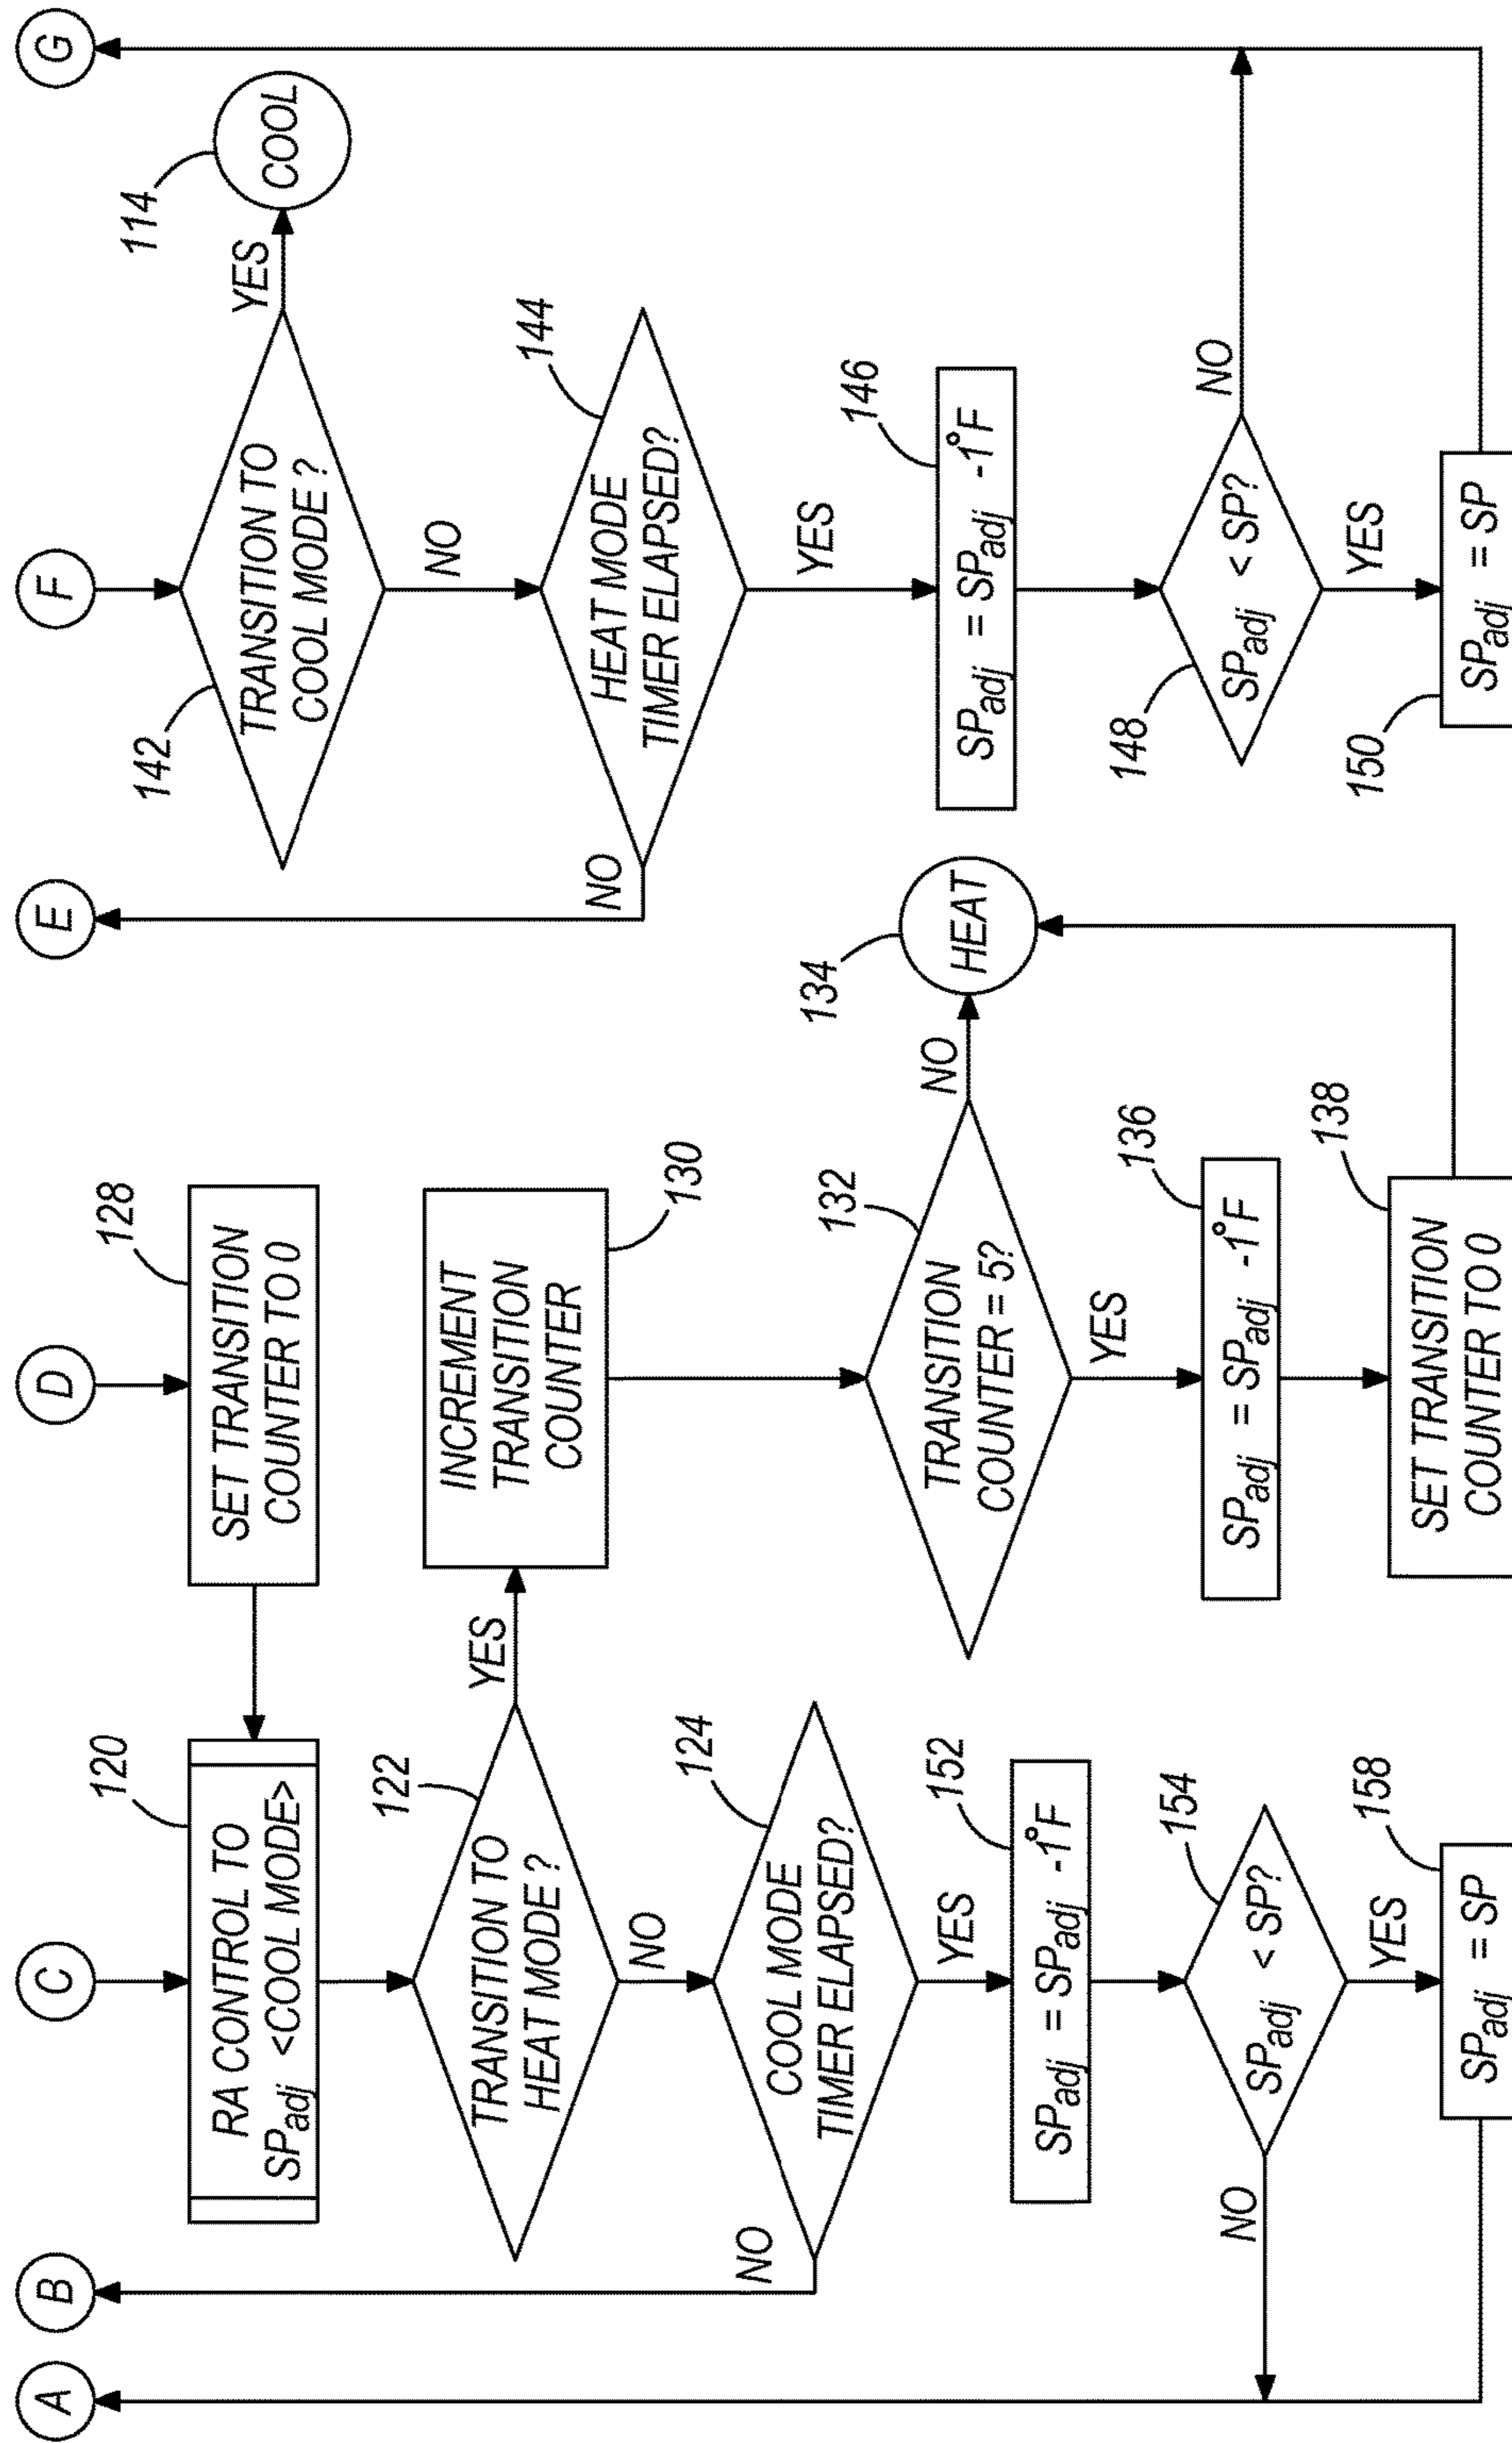 A
B
C
D
E
F
G
120
RA CONTROL TO
SPadj <COOL MODE>
128
SET TRANSITION
COUNTER TO 0
122
TRANSITION TO
HEAT MODE ?
YES
NO
INCREMENT
TRANSITION
COUNTER
130
124
COOL MODE
TIMER ELAPSED?
NO
YES
152
SPadj = SPadj -1°F
154
SPadj < SP?
NO
YES
158
SPadj = SP
132
TRANSITION
COUNTER = 5?
NO
YES
134
HEAT
136
SPadj = SPadj -1°F
138
SET TRANSITION
COUNTER TO 0
142
TRANSITION TO
COOL MODE ?
YES
NO
114
COOL
144
HEAT MODE
TIMER ELAPSED?
NO
YES
146
SPadj = SPadj -1°F
148
SPadj < SP?
NO
YES
150
SPadj = SP